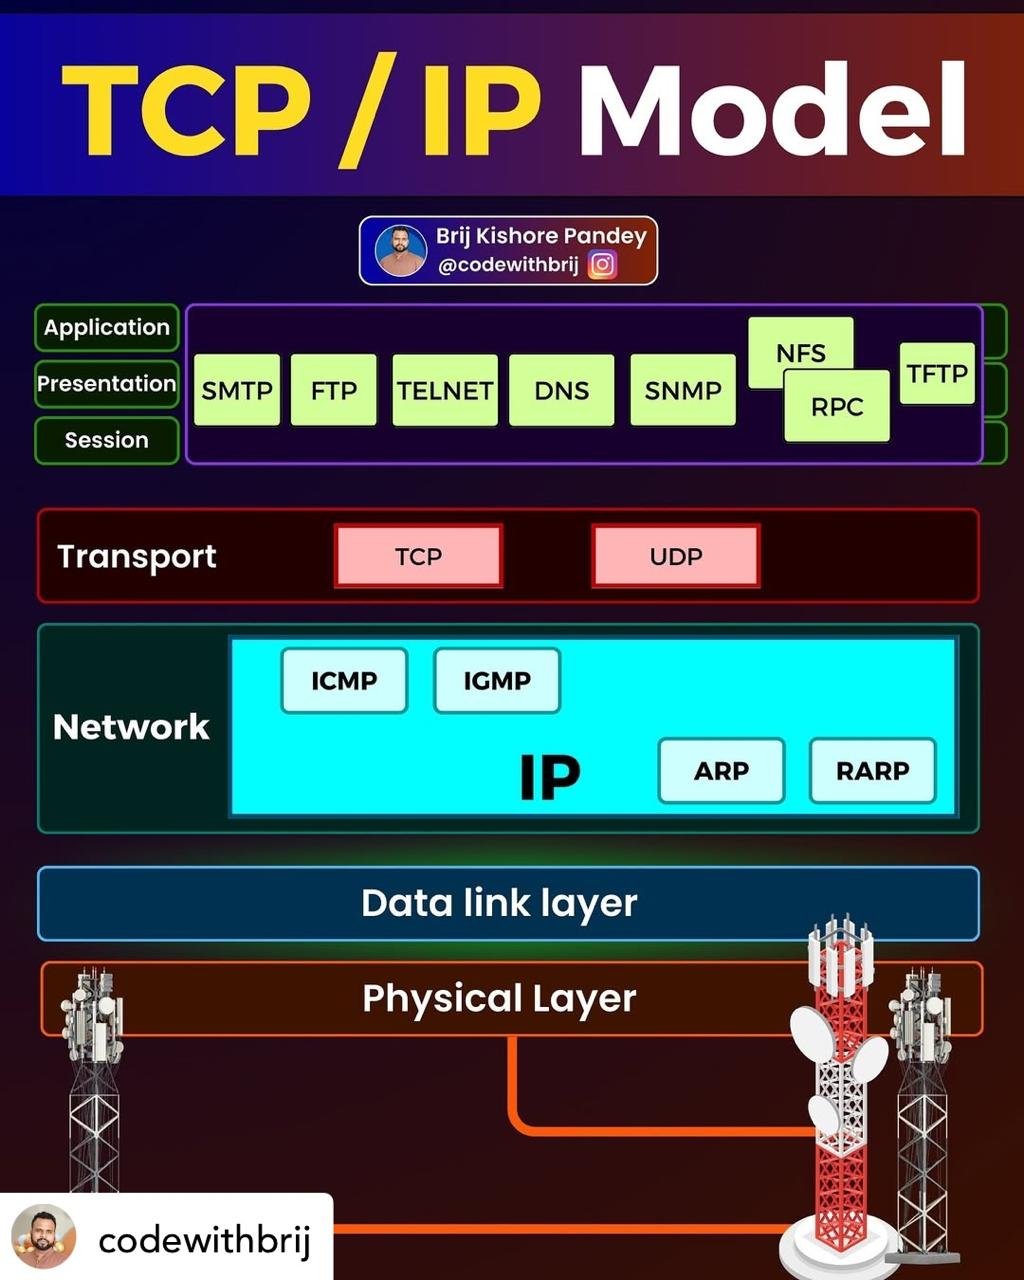 TCP / IP Model
Brij Kishore Pandey
@codewithbrij
Application
Presentation
Session
SMTP
FTP
TELNET
DNS
SNMP
NFS
RPC
TFTP
Transport
TCP
UDP
Network
ICMP
IGMP
IP
ARP
RARP
Data link layer
Physical Layer
codewithbrij